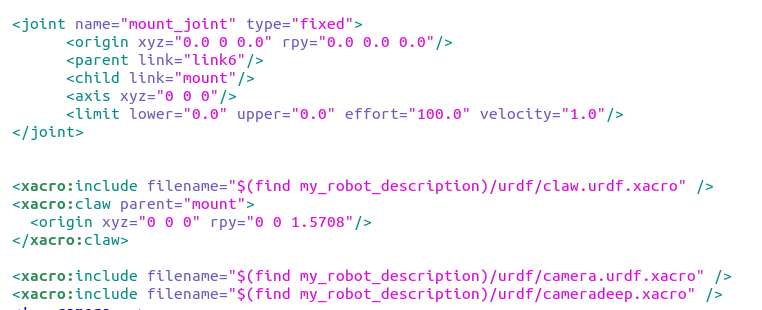 <joint name="mount_joint" type="fixed">
<origin xyz="0.0 0 0.0" rpy="0.0 0.0 0.0"/>
<parent link="link6"/>
<child link="mount"/>
<axis xyz="0 0 0"/>
<limit lower="0.0" upper="0.0" effort="100.0" velocity="1.0"/>
</joint>
<xacro:include filename="$(find my_robot_description)/urdf/claw.urdf.xacro" />
<xacro:claw parent="mount">
<origin xyz="0 0 0" rpy="0 0 1.5708"/>
</xacro:claw>
<xacro:include filename="$(find my_robot_description)/urdf/camera.urdf.xacro" />
<xacro:include filename="$(find my_robot_description)/urdf/cameradeep.xacro" />